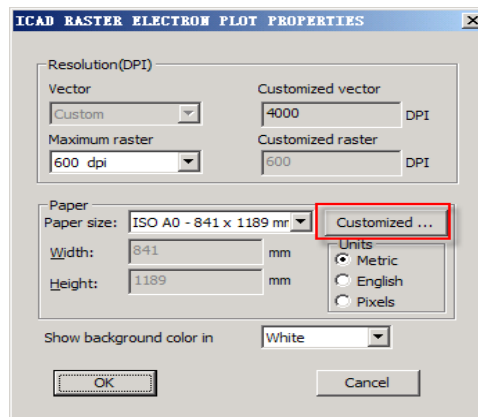 ICAD RASTER ELECTRON PLOT PROPERTIES
Resolution(DPI)
Vector Customized vector
Custom 4000 DPI
Maximum raster Customized raster
600 dpi 600 DPI
Paper
Paper size: ISO A0 - 841 x 1189 mr Customized ...
Units
Width: 841 mm Metric
Height: 1189 mm English
Pixels
Show background color in White
OK Cancel